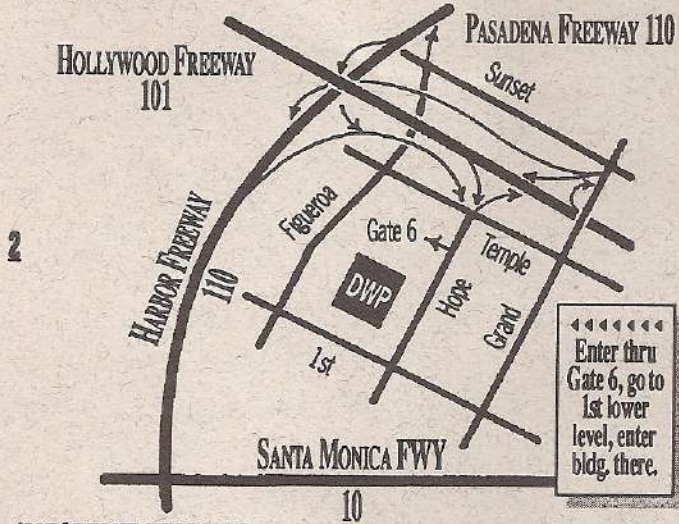 PASADENA FREEWAY 110
HOLLYWOOD FREEWAY
101
Sunset
2
HARBOR FREEWAY
110
Figueroa
Gate 6
DWP
Temple
Hope
Grand
1st
Enter thru
Gate 6, go to
1st lower
level, enter
bldg. there.
SANTA MONICA FWY
10